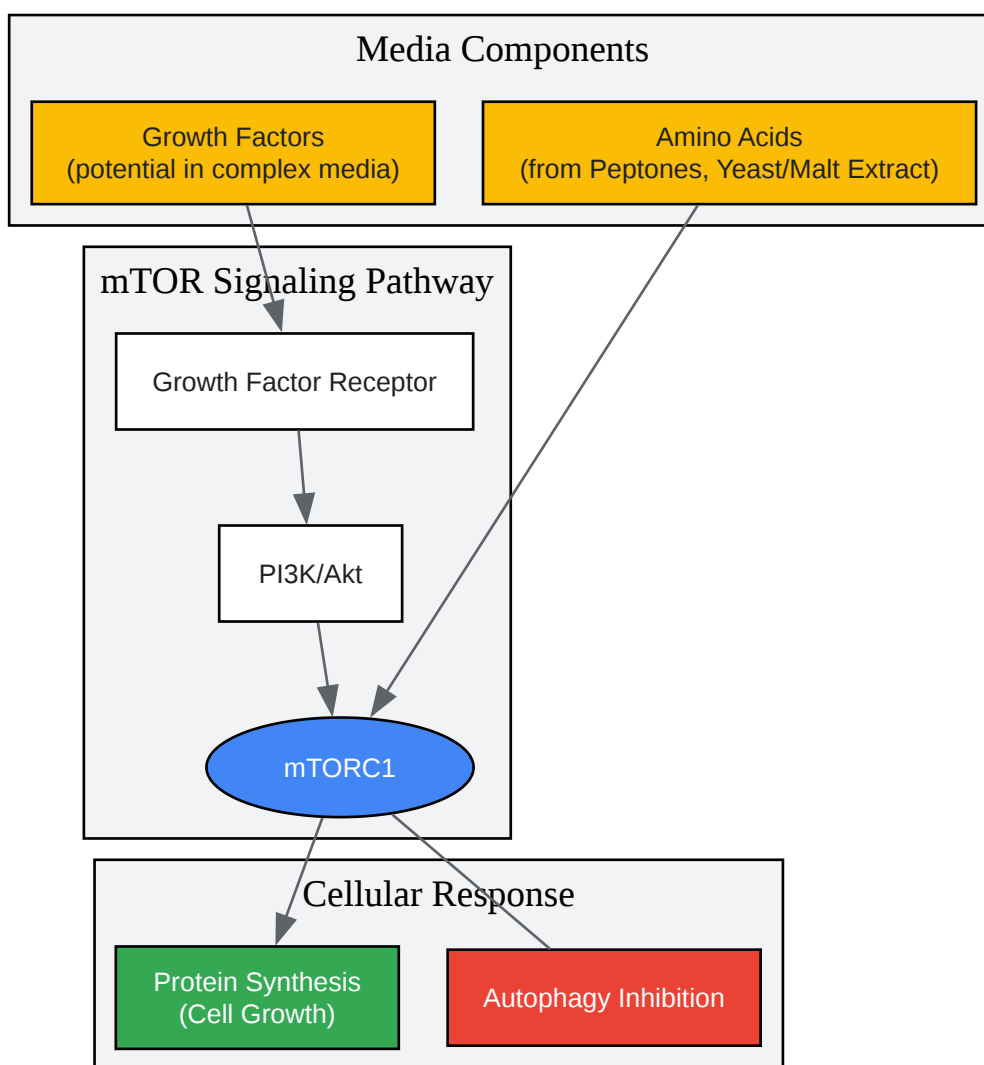 Media Components
Growth Factors
(potential in complex media)
Amino Acids
(from Peptones, Yeast/Malt Extract)
mTOR Signaling Pathway
Growth Factor Receptor
PI3K/Akt
mTORC1
Cellular Response
Protein Synthesis
(Cell Growth)
Autophagy Inhibition